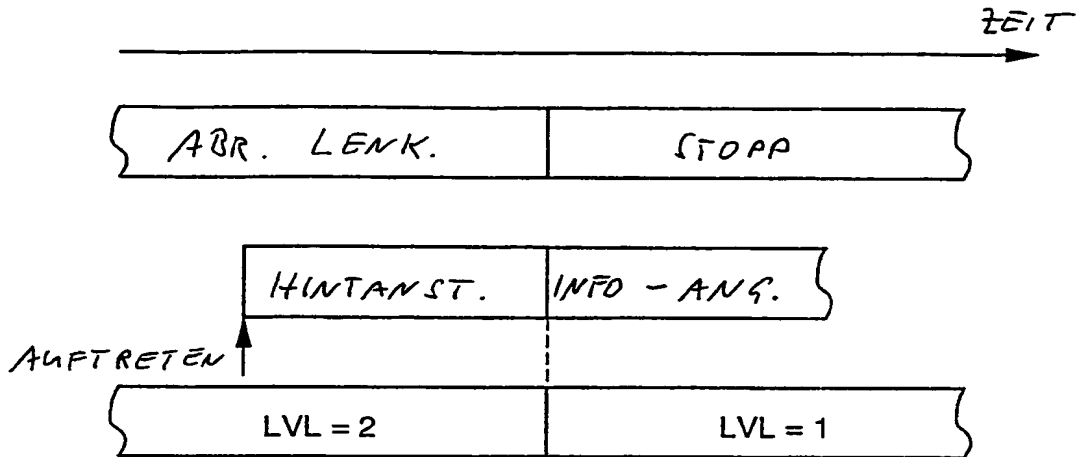 ZEIT
ABR. LENK. STOPP
HINTANST. INFO - ANG.
AUFTRETEN
LVL = 2 LVL = 1